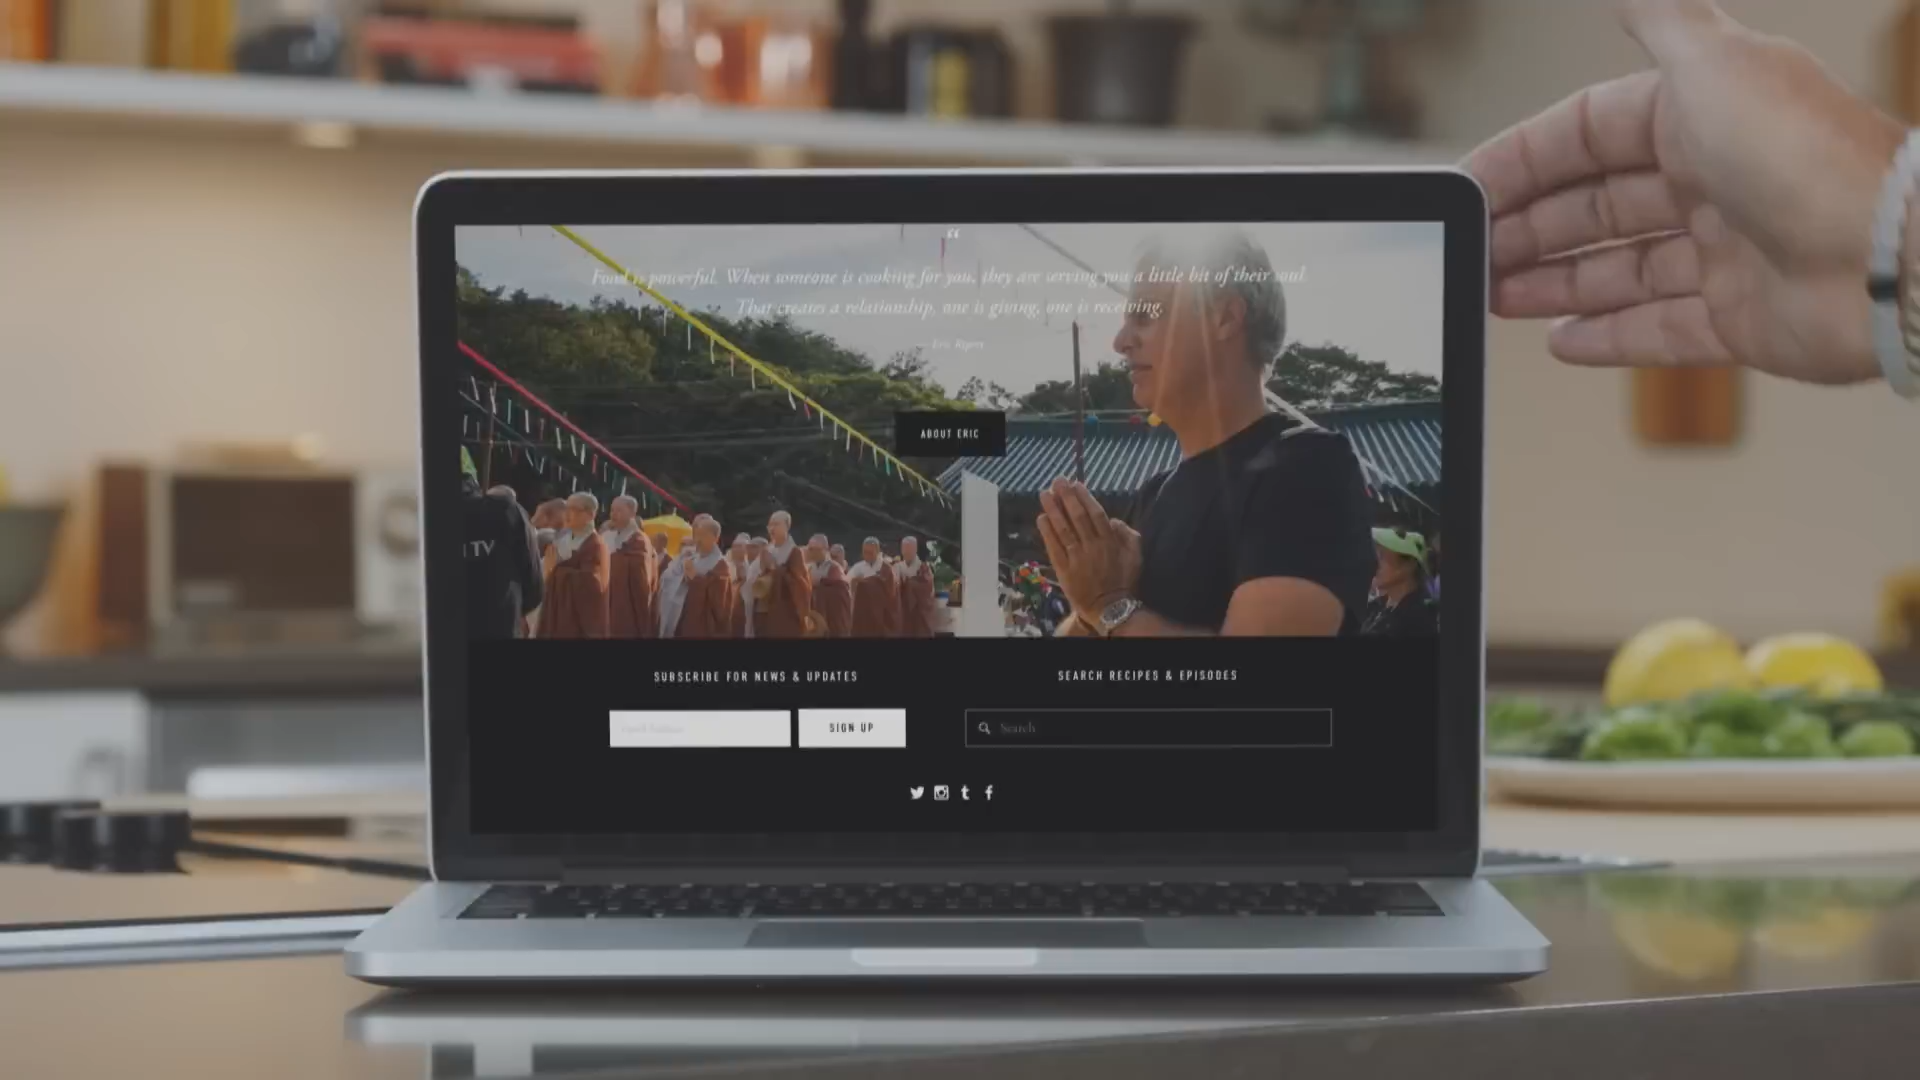 “
Food is powerful. When someone is cooking for you, they are serving you a little bit of their soul.
That creates a relationship, one is giving, one is receiving.
— Eric Ripert
ABOUT ERIC
TV
SUBSCRIBE FOR NEWS & UPDATES
SEARCH RECIPES & EPISODES
SIGN UP
Search